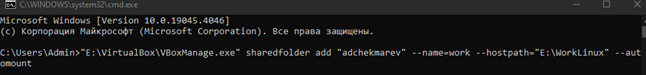 C:\WINDOWS\system32\cmd.exe
Microsoft Windows [Version 10.0.19045.4046]
(c) Корпорация Майкрософт (Microsoft Corporation). Все права защищены.
C:\Users\Admin>"E:\VirtualBox\VBoxManage.exe" sharedfolder add "adchekmarev" --name=work --hostpath="E:\WorkLinux" --aut
omount